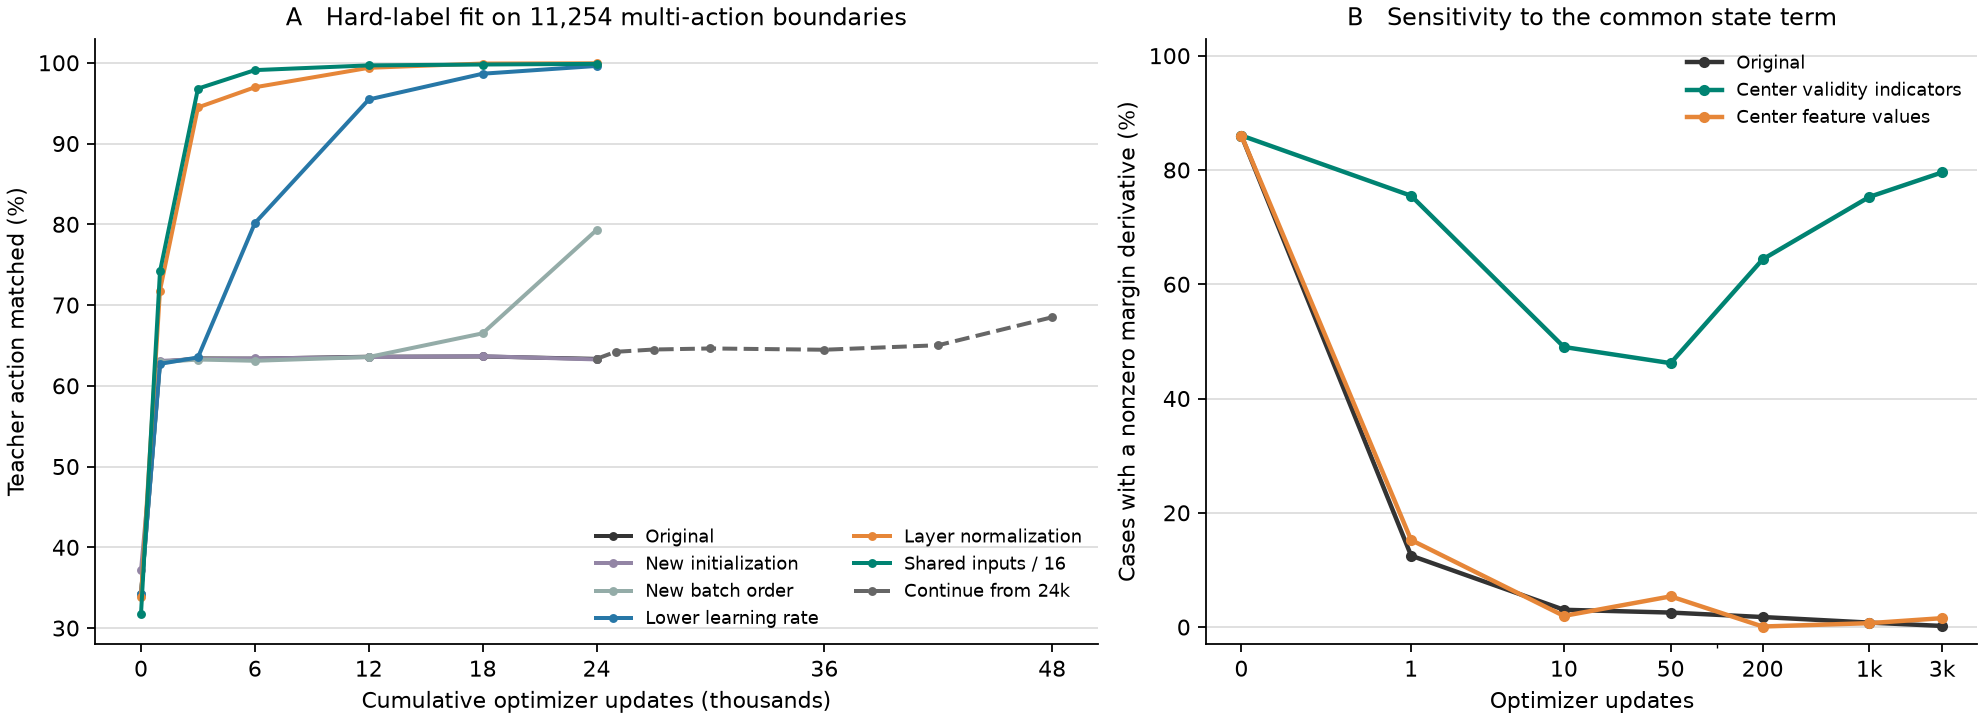 A Hard-label fit on 11,254 multi-action boundaries
Teacher action matched (%)
100
90
80
70
60
50
40
30
Original
New initialization
New batch order
Lower learning rate
Layer normalization
Shared inputs / 16
Continue from 24k
0 6 12 18 24 36 48
Cumulative optimizer updates (thousands)
B Sensitivity to the common state term
Cases with a nonzero margin derivative (%)
100
80
60
40
20
0
Original
Center validity indicators
Center feature values
0 1 10 50 200 1k 3k
Optimizer updates